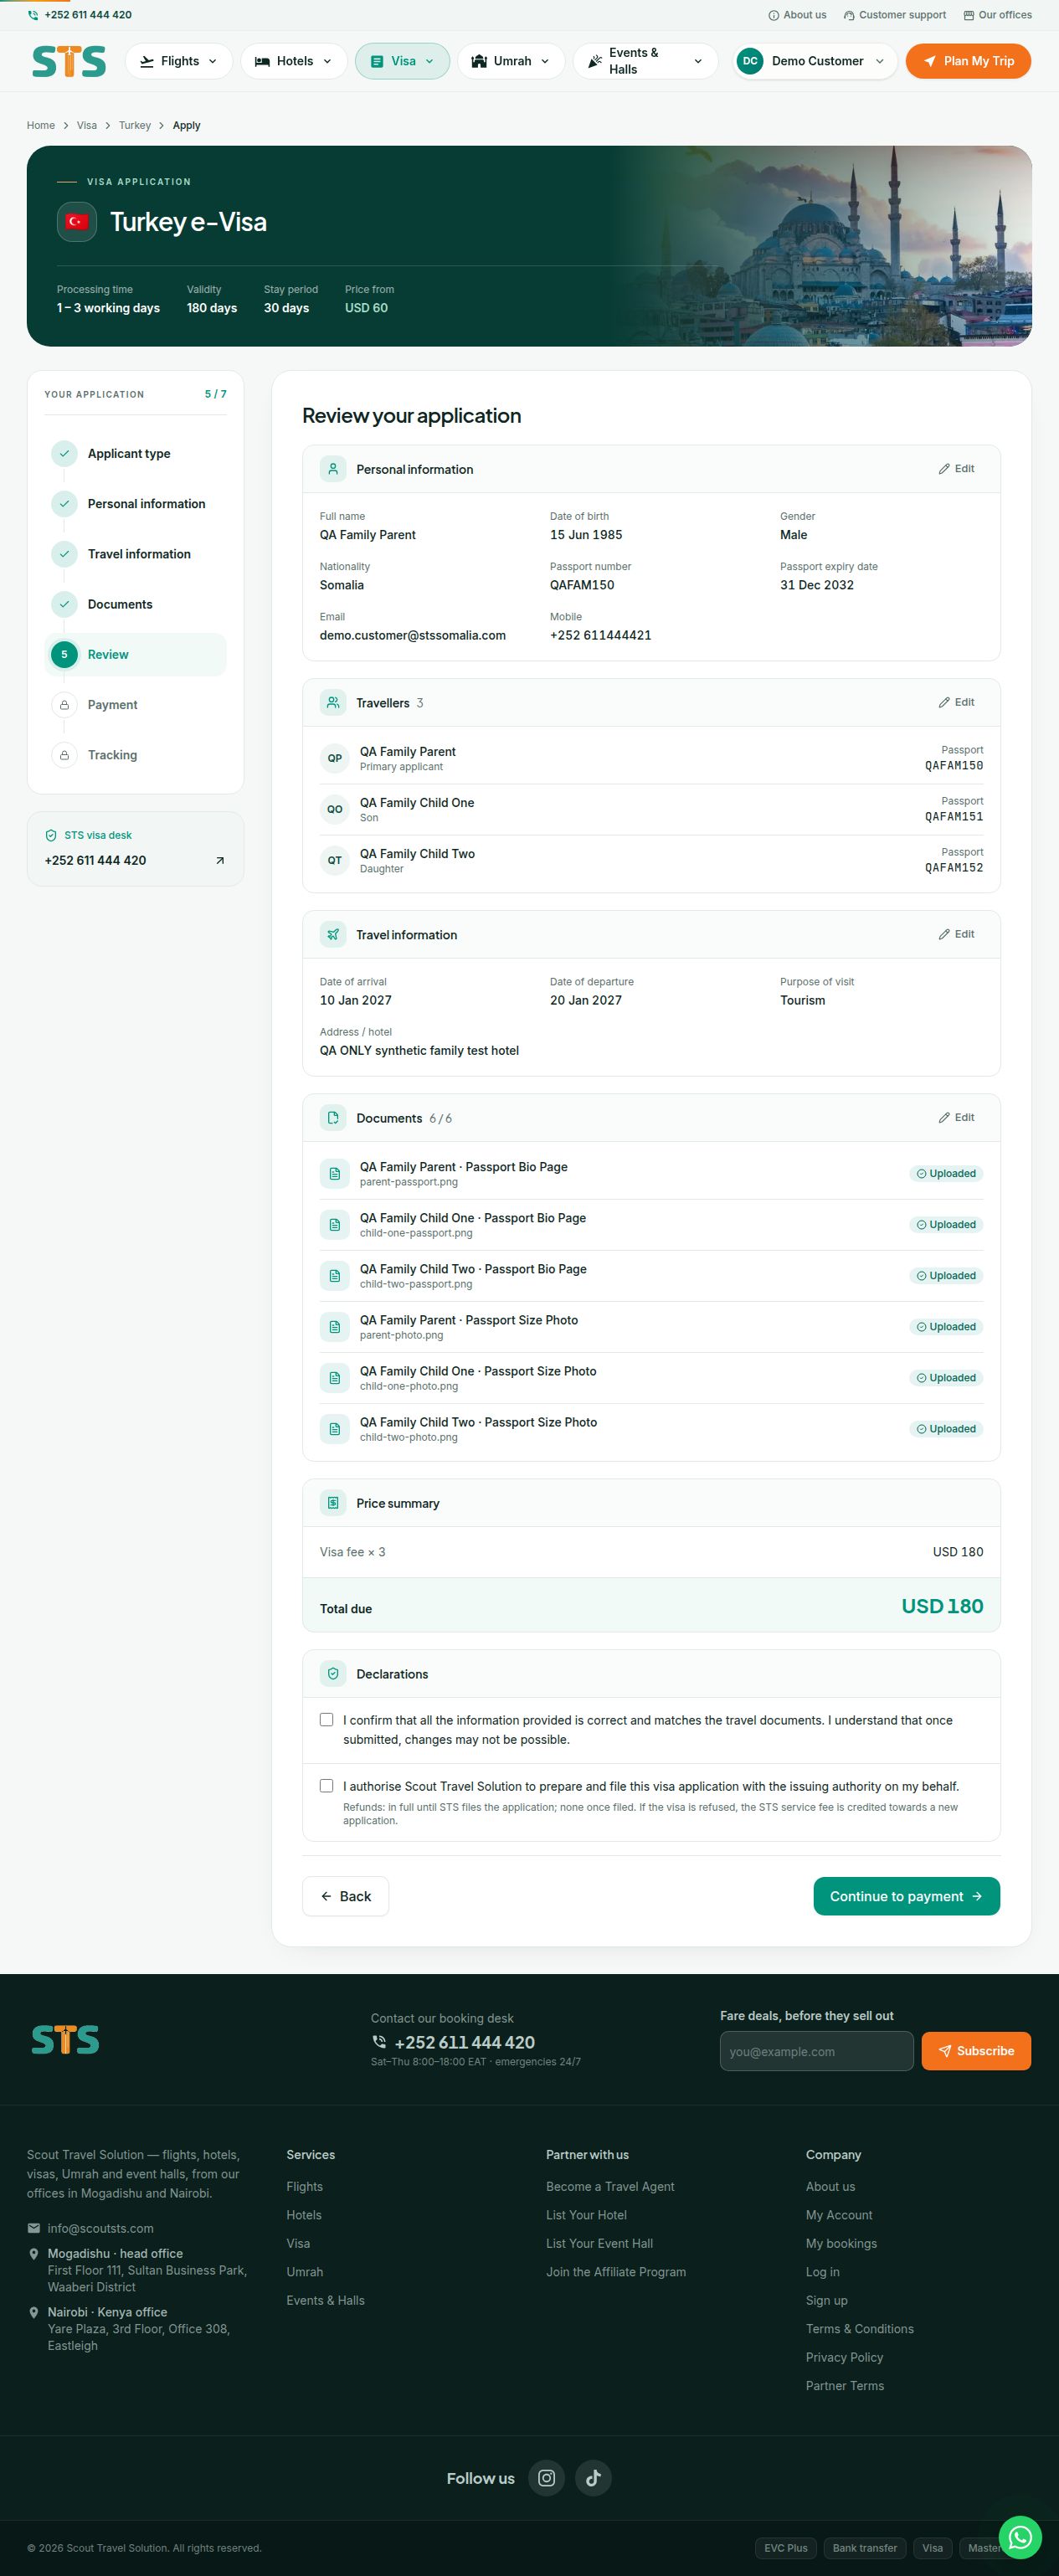 +252 611 444 420
About us
Customer support
Our offices
STS
Flights
Hotels
Visa
Umrah
Events &
Halls
DC
Demo Customer
Plan My Trip
Home
Visa
Turkey
Apply
VISA APPLICATION
Turkey e-Visa
Processing time
Validity
Stay period
Price from
1 – 3 working days
180 days
30 days
USD 60
YOUR APPLICATION
5 / 7
Applicant type
Personal information
Travel information
Documents
5
Review
Payment
Tracking
STS visa desk
+252 611 444 420
Review your application
Personal information
Edit
Full name
Date of birth
Gender
QA Family Parent
15 Jun 1985
Male
Nationality
Passport number
Passport expiry date
Somalia
QAFAM150
31 Dec 2032
Email
Mobile
demo.customer@stssomalia.com
+252 611444421
Travellers 3
Edit
QP
QA Family Parent
Primary applicant
Passport
QAFAM150
QO
QA Family Child One
Son
Passport
QAFAM151
QT
QA Family Child Two
Daughter
Passport
QAFAM152
Travel information
Edit
Date of arrival
Date of departure
Purpose of visit
10 Jan 2027
20 Jan 2027
Tourism
Address / hotel
QA ONLY synthetic family test hotel
Documents 6 / 6
Edit
QA Family Parent · Passport Bio Page
parent-passport.png
Uploaded
QA Family Child One · Passport Bio Page
child-one-passport.png
Uploaded
QA Family Child Two · Passport Bio Page
child-two-passport.png
Uploaded
QA Family Parent · Passport Size Photo
parent-photo.png
Uploaded
QA Family Child One · Passport Size Photo
child-one-photo.png
Uploaded
QA Family Child Two · Passport Size Photo
child-two-photo.png
Uploaded
Price summary
Visa fee × 3
USD 180
Total due
USD 180
Declarations
I confirm that all the information provided is correct and matches the travel documents. I understand that once
submitted, changes may not be possible.
I authorise Scout Travel Solution to prepare and file this visa application with the issuing authority on my behalf.
Refunds: in full until STS files the application; none once filed. If the visa is refused, the STS service fee is credited towards a new
application.
Back
Continue to payment
STS
Contact our booking desk
+252 611 444 420
Sat–Thu 8:00–18:00 EAT · emergencies 24/7
Fare deals, before they sell out
you@example.com
Subscribe
Scout Travel Solution — flights, hotels,
visas, Umrah and event halls, from our
offices in Mogadishu and Nairobi.
info@scoutsts.com
Mogadishu · head office
First Floor 111, Sultan Business Park,
Waaberi District
Nairobi · Kenya office
Yare Plaza, 3rd Floor, Office 308,
Eastleigh
Services
Flights
Hotels
Visa
Umrah
Events & Halls
Partner with us
Become a Travel Agent
List Your Hotel
List Your Event Hall
Join the Affiliate Program
Company
About us
My Account
My bookings
Log in
Sign up
Terms & Conditions
Privacy Policy
Partner Terms
Follow us
© 2026 Scout Travel Solution. All rights reserved.
EVC Plus
Bank transfer
Visa
Master